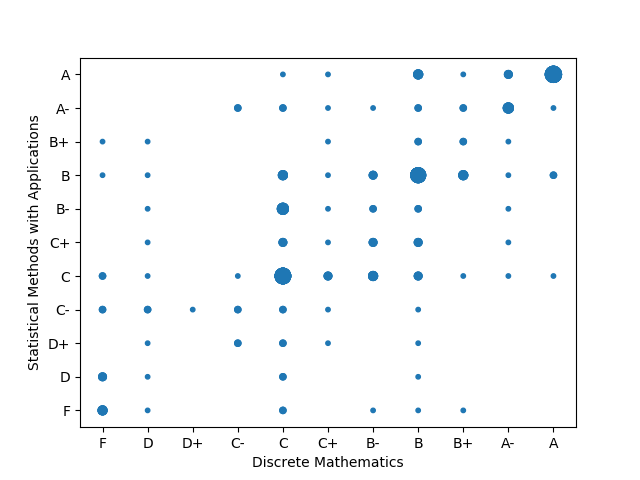 Statistical Methods with Applications
A
A-
B+
B
B-
C+
C
C-
D+
D
F
F D D+ C- C C+ B- B B+ A- A
Discrete Mathematics